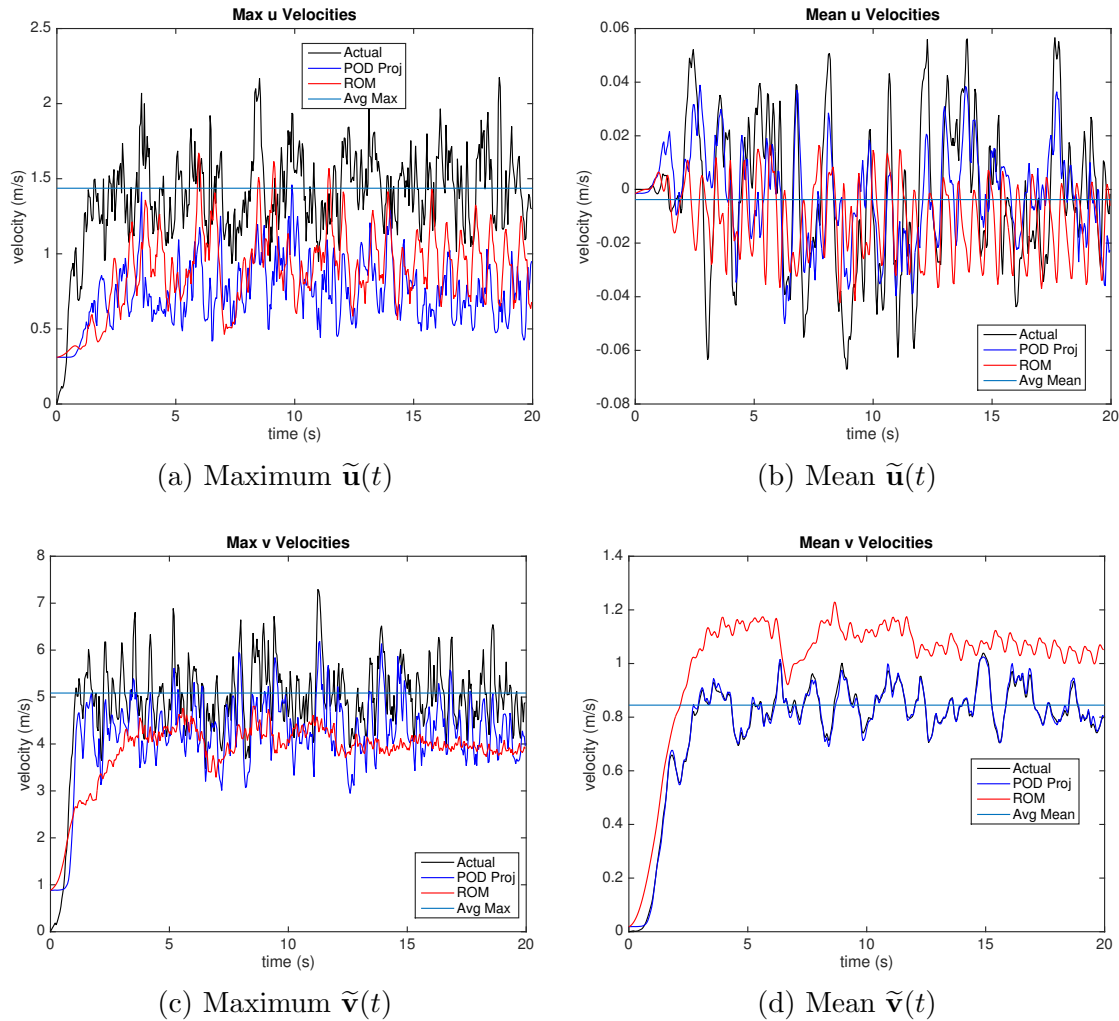 Max u Velocities
2.5
2
1.5
1
0.5
0
velocity (m/s)
Actual
POD Proj
ROM
Avg Max
0 5 10 15 20
time (s)
(a) Maximum ũ(t)
Mean u Velocities
0.06
0.04
0.02
0
-0.02
-0.04
-0.06
-0.08
velocity (m/s)
Actual
POD Proj
ROM
Avg Mean
0 5 10 15 20
time (s)
(b) Mean ũ(t)
Max v Velocities
8
7
6
5
4
3
2
1
0
velocity (m/s)
Actual
POD Proj
ROM
Avg Max
0 5 10 15 20
time (s)
(c) Maximum ṽ(t)
Mean v Velocities
1.4
1.2
1
0.8
0.6
0.4
0.2
0
velocity (m/s)
Actual
POD Proj
ROM
Avg Mean
0 5 10 15 20
time (s)
(d) Mean ṽ(t)